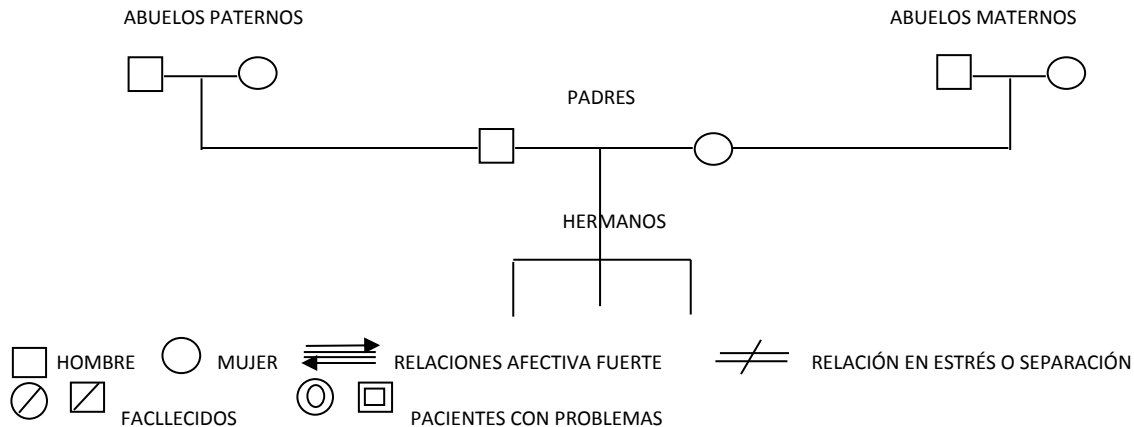 ABUELOS PATERNOS
ABUELOS MATERNOS
PADRES
HERMANOS
HOMBRE
MUJER
RELACIONES AFECTIVA FUERTE
RELACIÓN EN ESTRÉS O SEPARACIÓN
FACLLECIDOS
PACIENTES CON PROBLEMAS